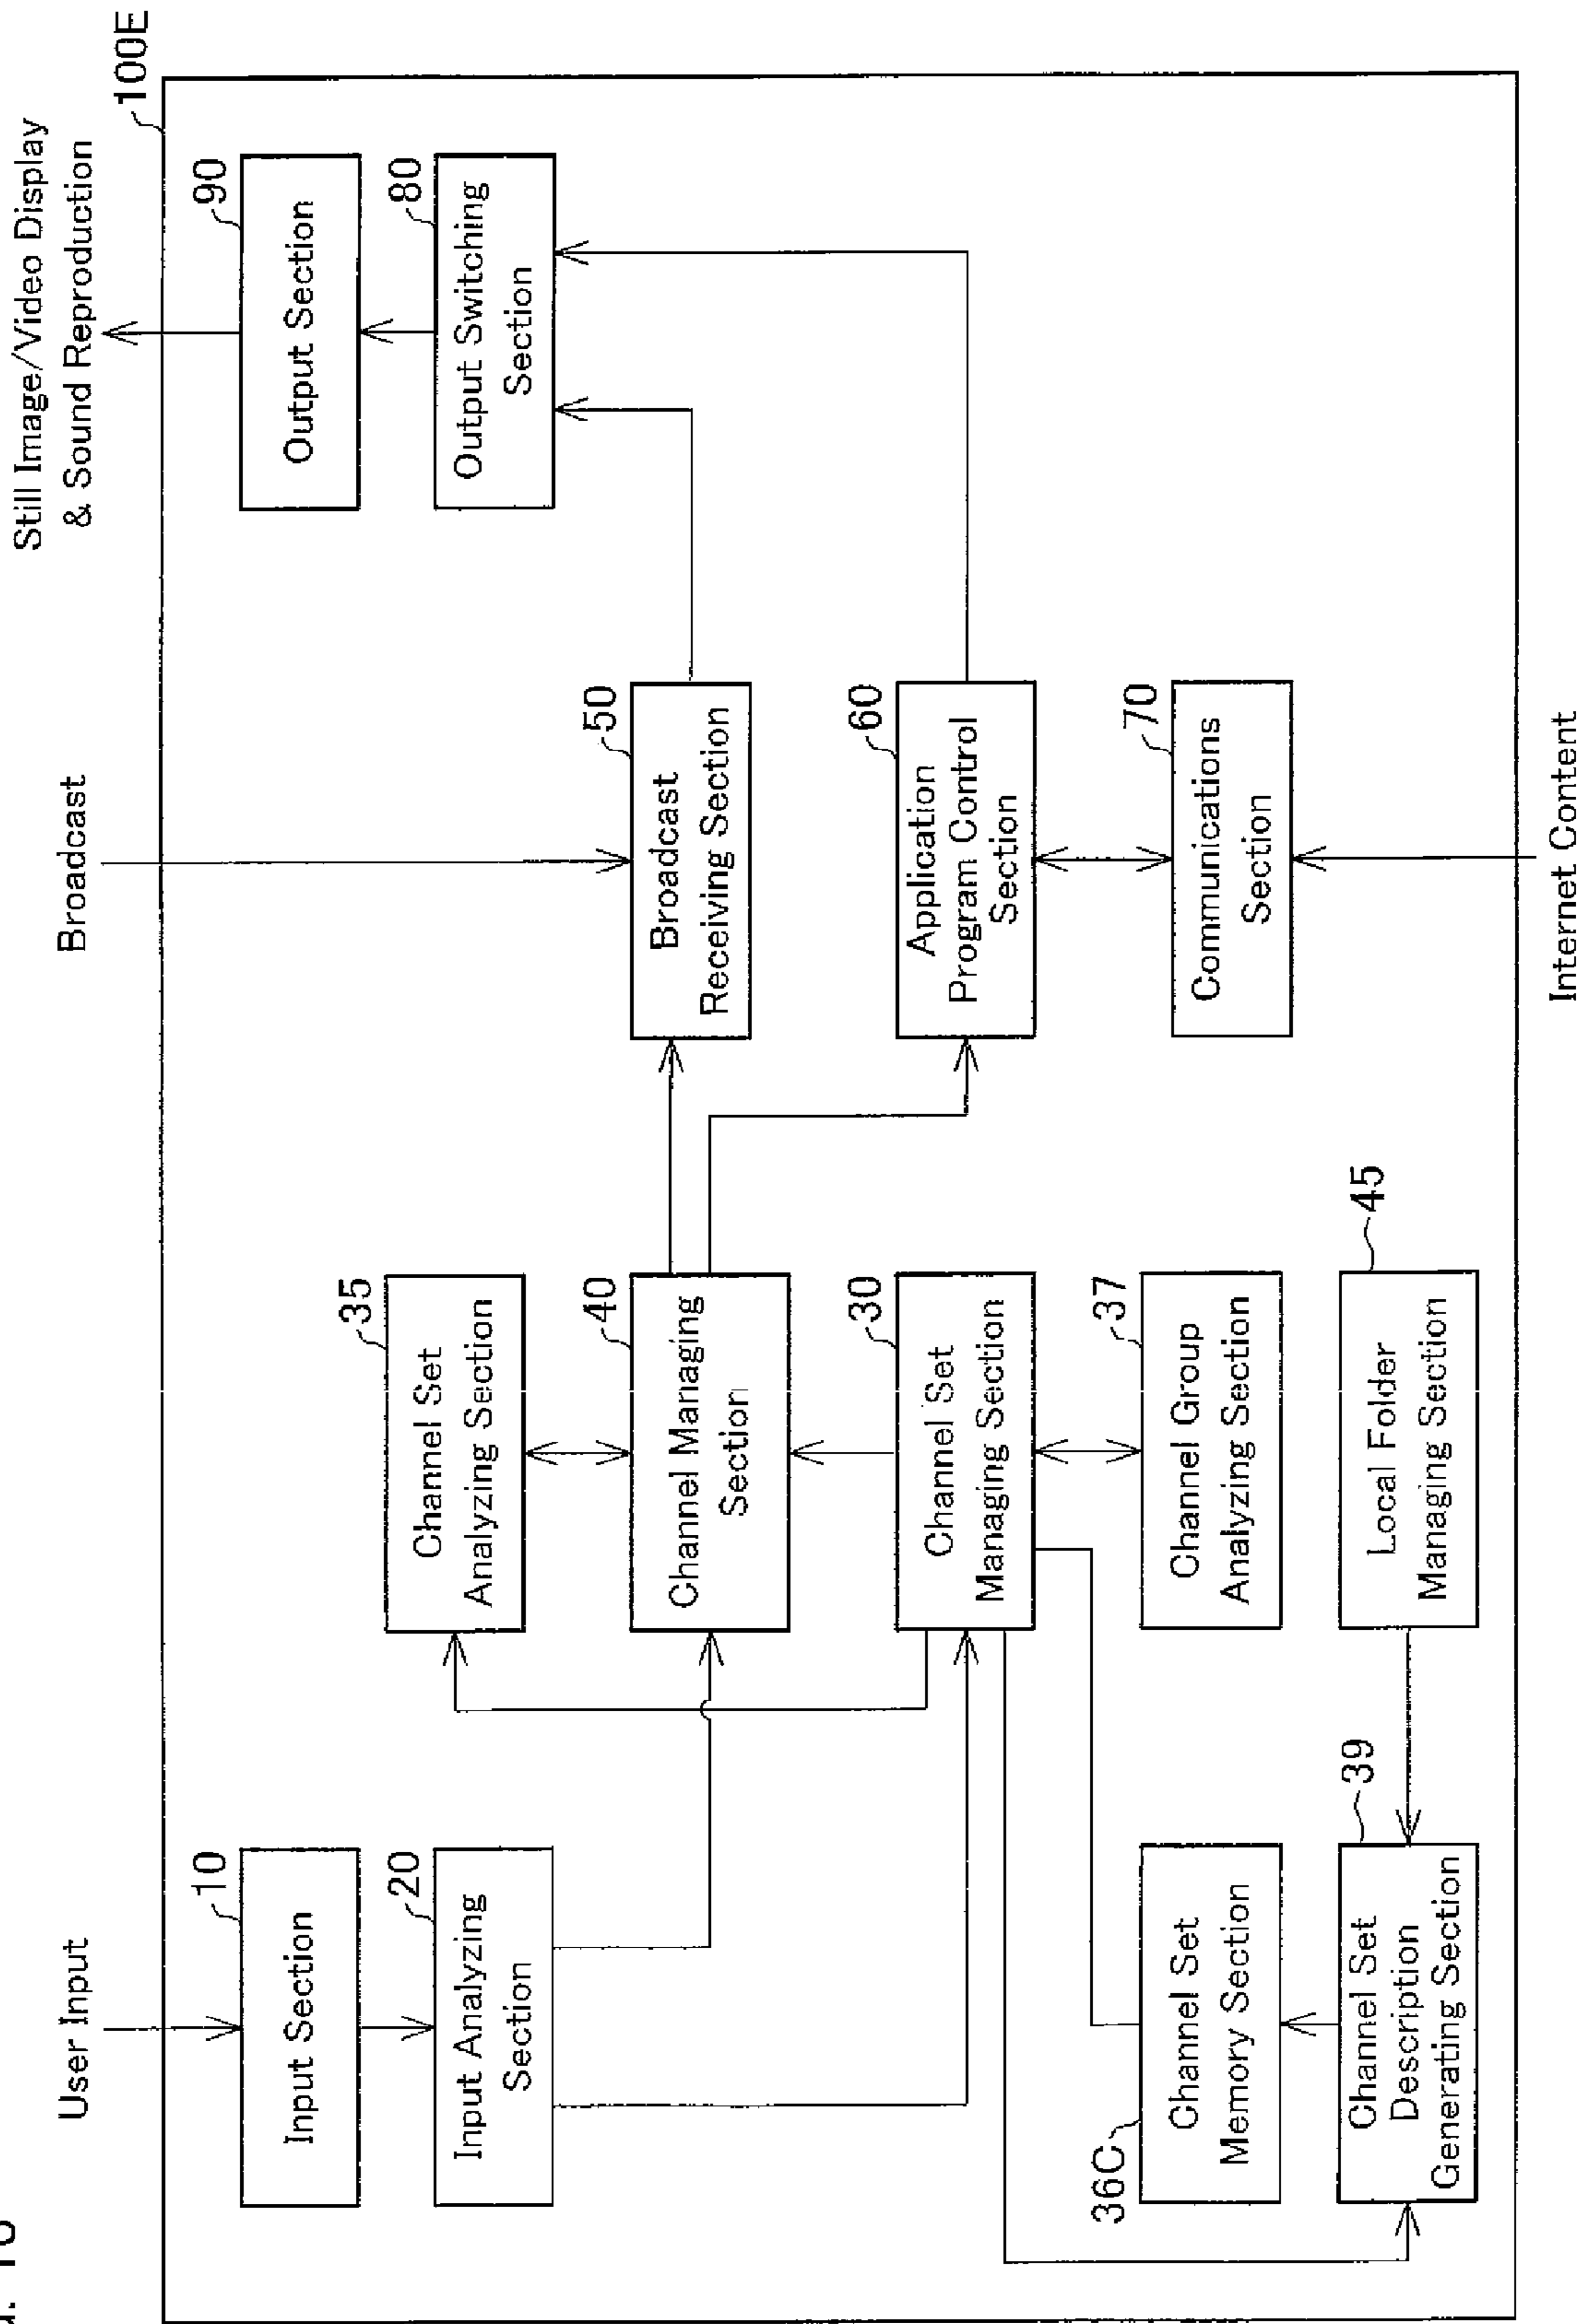 100E
User Input
Broadcast
Still Image/Video Display
& Sound Reproduction
10
Input Section
20
Input Analyzing
Section
35
Channel Set
Analyzing Section
40
Channel Managing
Section
30
Channel Set
Managing Section
37
Channel Group
Analyzing Section
45
Local Folder
Managing Section
36C
Channel Set
Memory Section
39
Channel Set
Description
Generating Section
50
Broadcast
Receiving Section
60
Application
Program Control
Section
70
Communications
Section
90
Output Section
80
Output Switching
Section
Internet Content